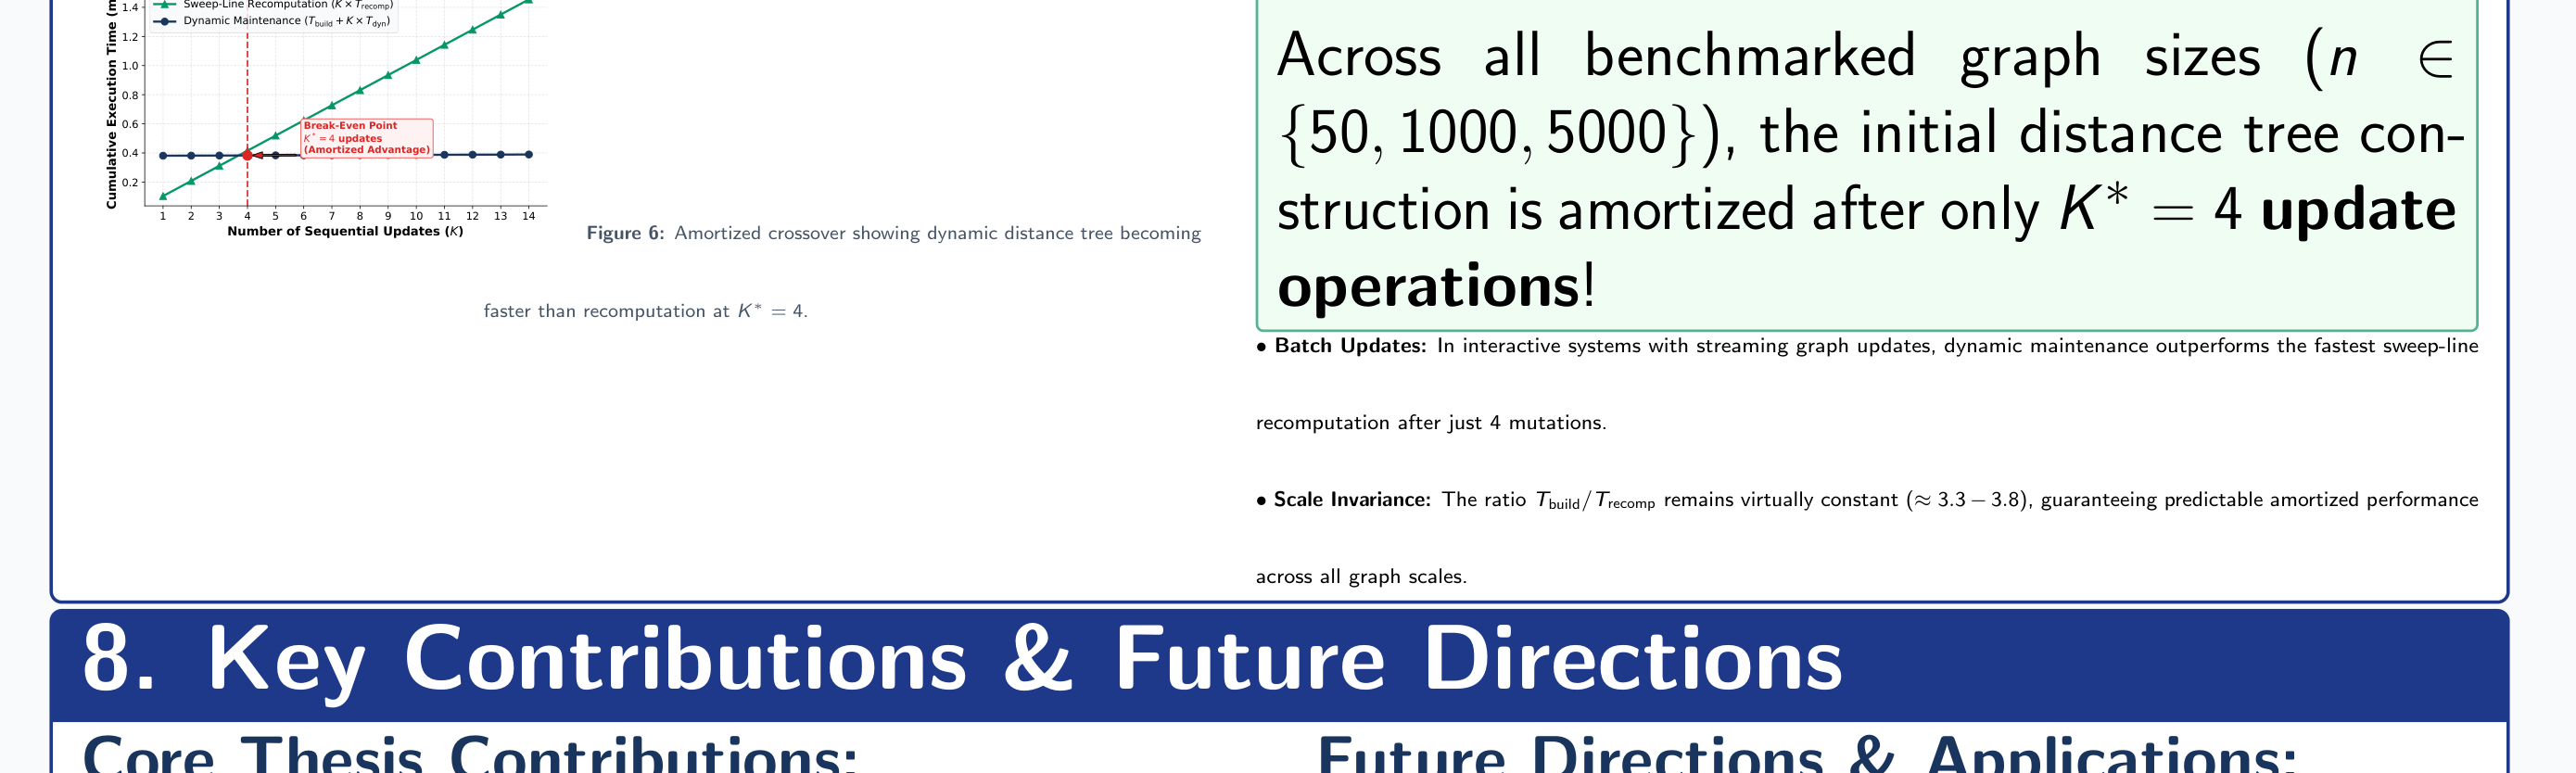 Cumulative Execution Time (m
1.4
1.2
1.0
0.8
0.6
0.4
0.2
Sweep-Line Recomputation (K × T_recomp)
Dynamic Maintenance (T_build + K × T_dyn)
Break-Even Point
K* = 4 updates
(Amortized Advantage)
1 2 3 4 5 6 7 8 9 10 11 12 13 14
Number of Sequential Updates (K)
Figure 6: Amortized crossover showing dynamic distance tree becoming
faster than recomputation at K* = 4.
Across all benchmarked graph sizes (n ∈
{50, 1000, 5000}), the initial distance tree con-
struction is amortized after only K* = 4 update
operations!
• Batch Updates: In interactive systems with streaming graph updates, dynamic maintenance outperforms the fastest sweep-line
recomputation after just 4 mutations.
• Scale Invariance: The ratio T_build/T_recomp remains virtually constant (≈ 3.3 – 3.8), guaranteeing predictable amortized performance
across all graph scales.
8. Key Contributions & Future Directions
Core Thesis Contributions:
Future Directions & Applications: